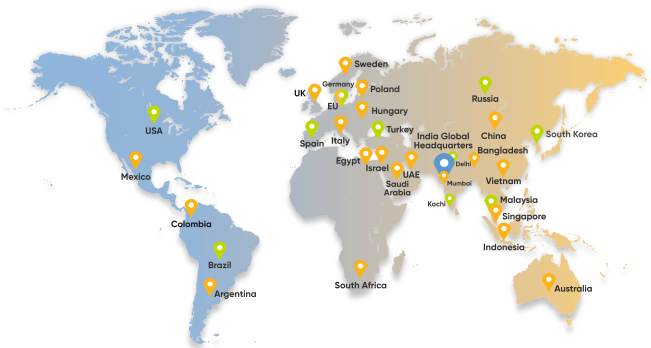 Sweden
Germany
UK
EU
Poland
Russia
Hungary
China
USA
Spain
Italy
Turkey
India Global
Headquarters
South Korea
Bangladesh
Delhi
Egypt
Israel
UAE
Saudi
Arabia
Mumbai
Vietnam
Mexico
Kochi
Malaysia
Singapore
Colombia
Indonesia
Brazil
South Africa
Argentina
Australia